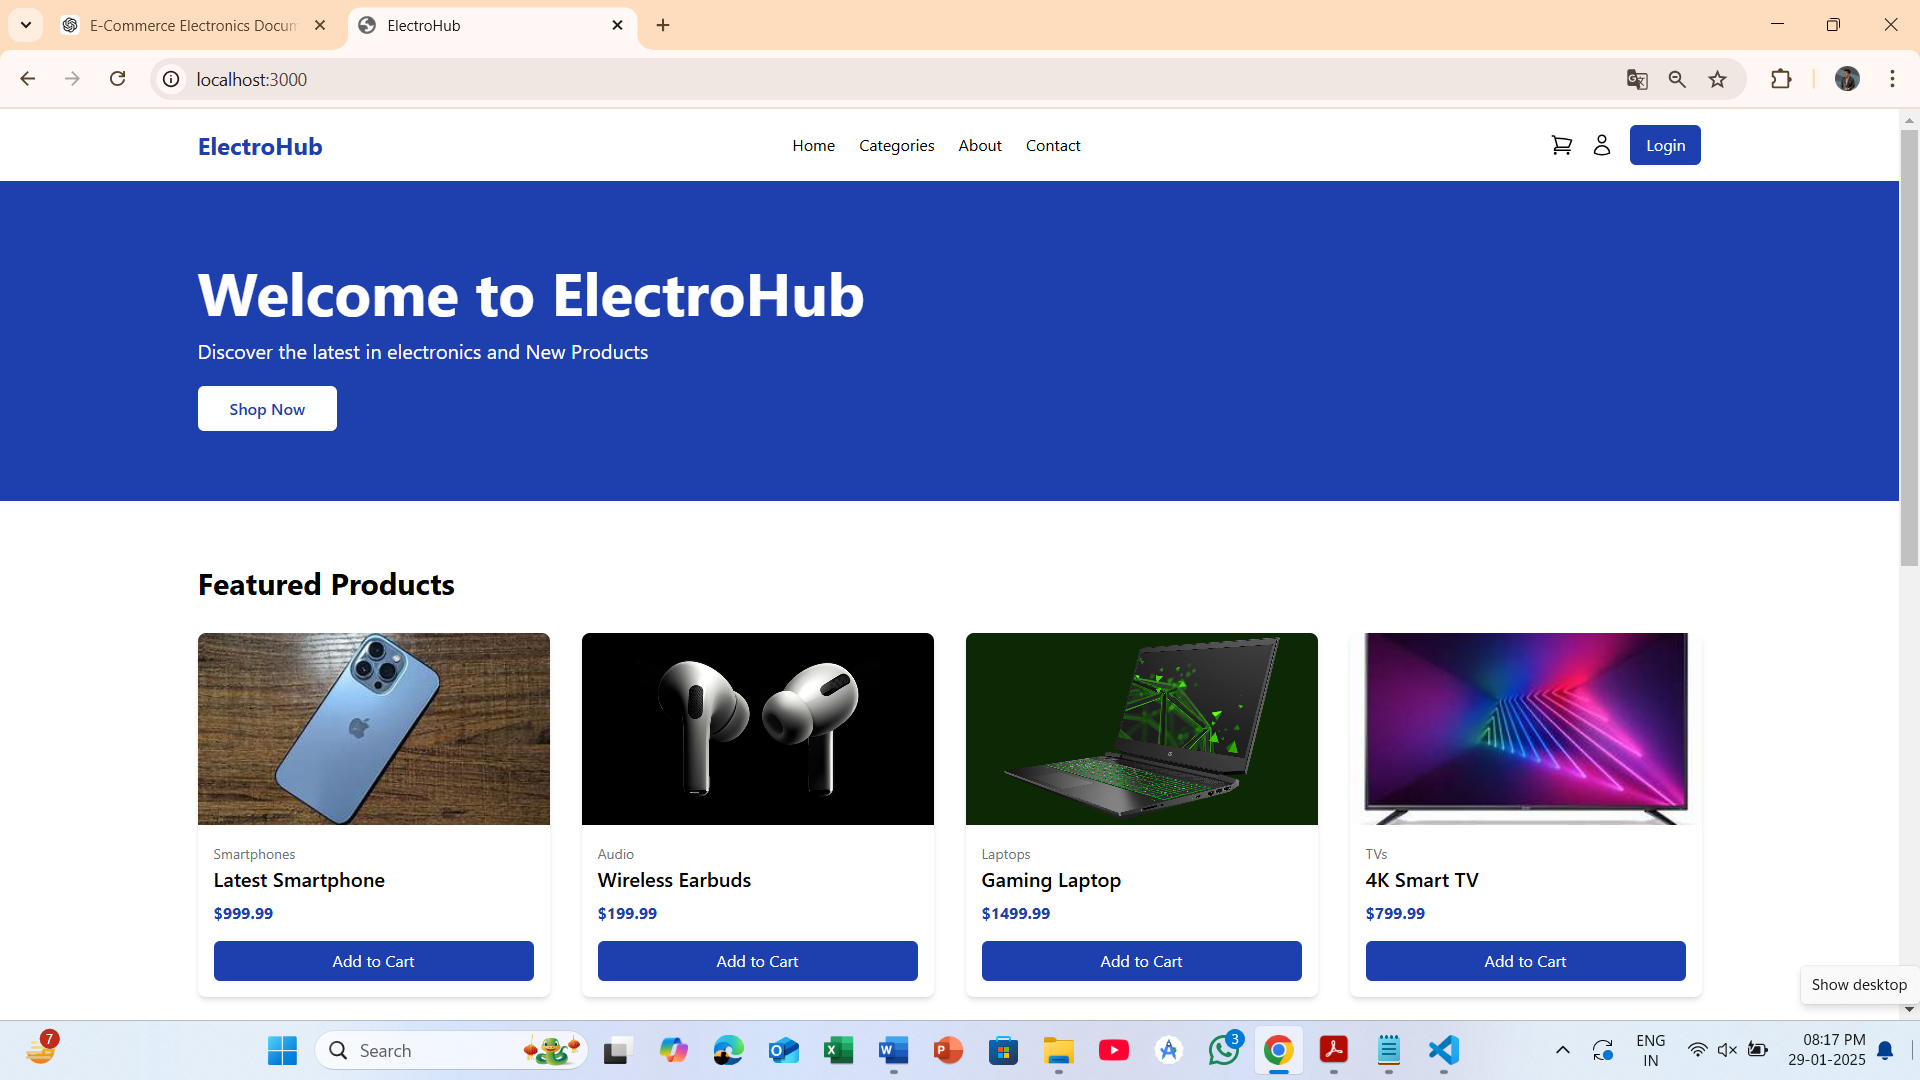 E-Commerce Electronics Docum
ElectroHub
localhost:3000
ElectroHub
Home
Categories
About
Contact
Login
Welcome to ElectroHub
Discover the latest in electronics and New Products
Shop Now
Featured Products
Smartphones
Latest Smartphone
$999.99
Add to Cart
Audio
Wireless Earbuds
$199.99
Add to Cart
Laptops
Gaming Laptop
$1499.99
Add to Cart
TVs
4K Smart TV
$799.99
Add to Cart
Show desktop
7
Search
3
ENG
IN
08:17 PM
29-01-2025